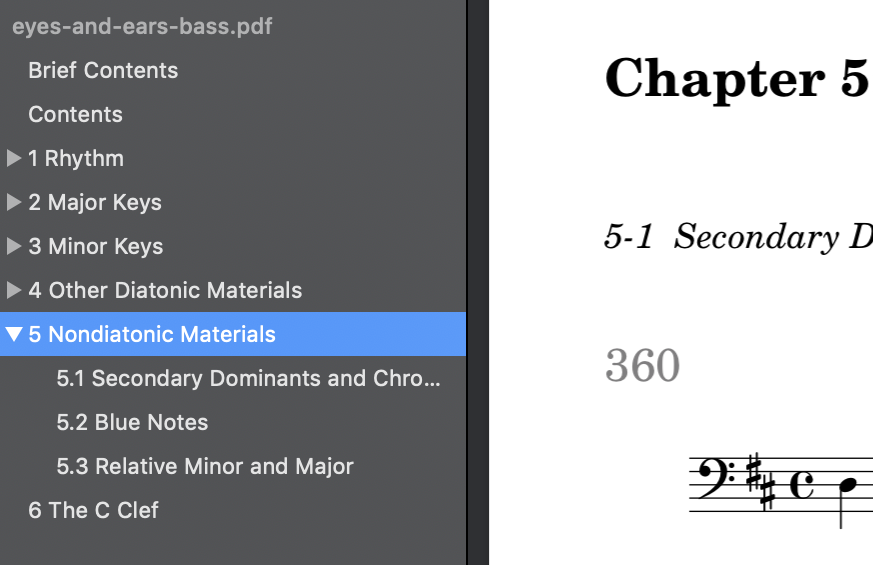 eyes-and-ears-bass.pdf
Brief Contents
Contents
1 Rhythm
2 Major Keys
3 Minor Keys
4 Other Diatonic Materials
5 Nondiatonic Materials
5.1 Secondary Dominants and Chro...
5.2 Blue Notes
5.3 Relative Minor and Major
6 The C Clef
Chapter 5
5-1 Secondary D
360